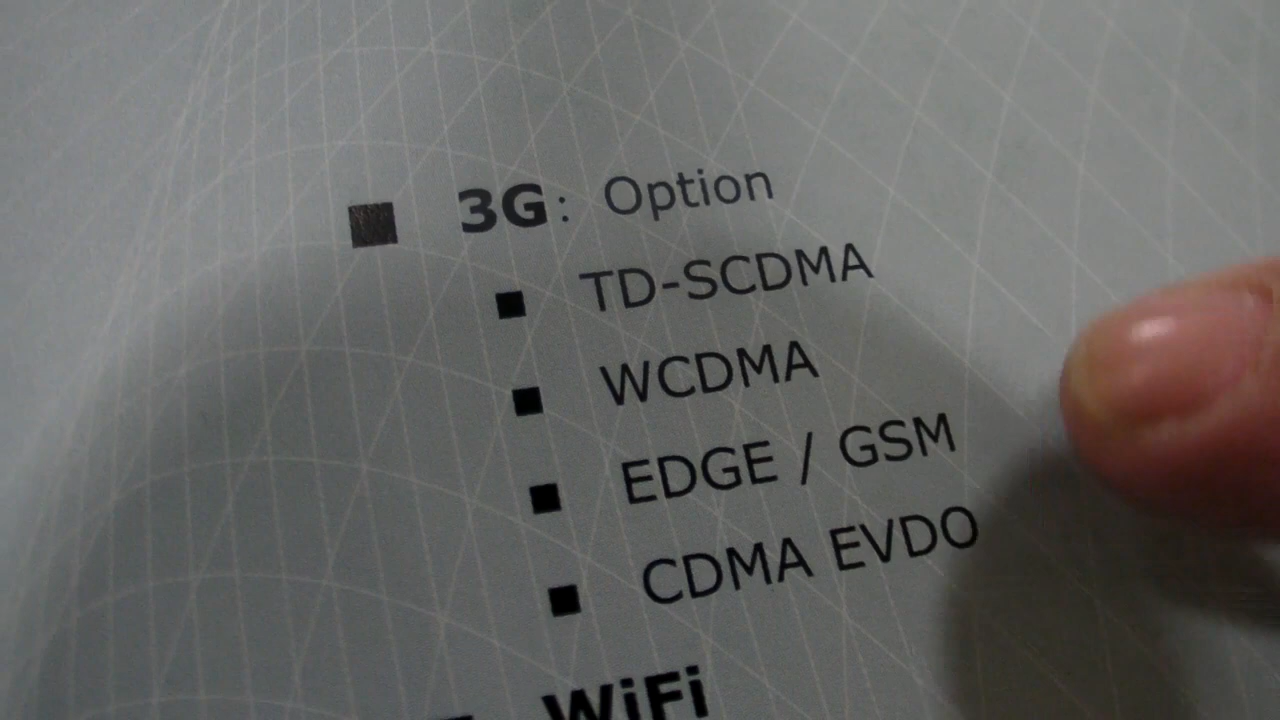 ■ 3G: Option
■ TD-SCDMA
■ WCDMA
■ EDGE / GSM
■ CDMA EVDO
■ WiFi